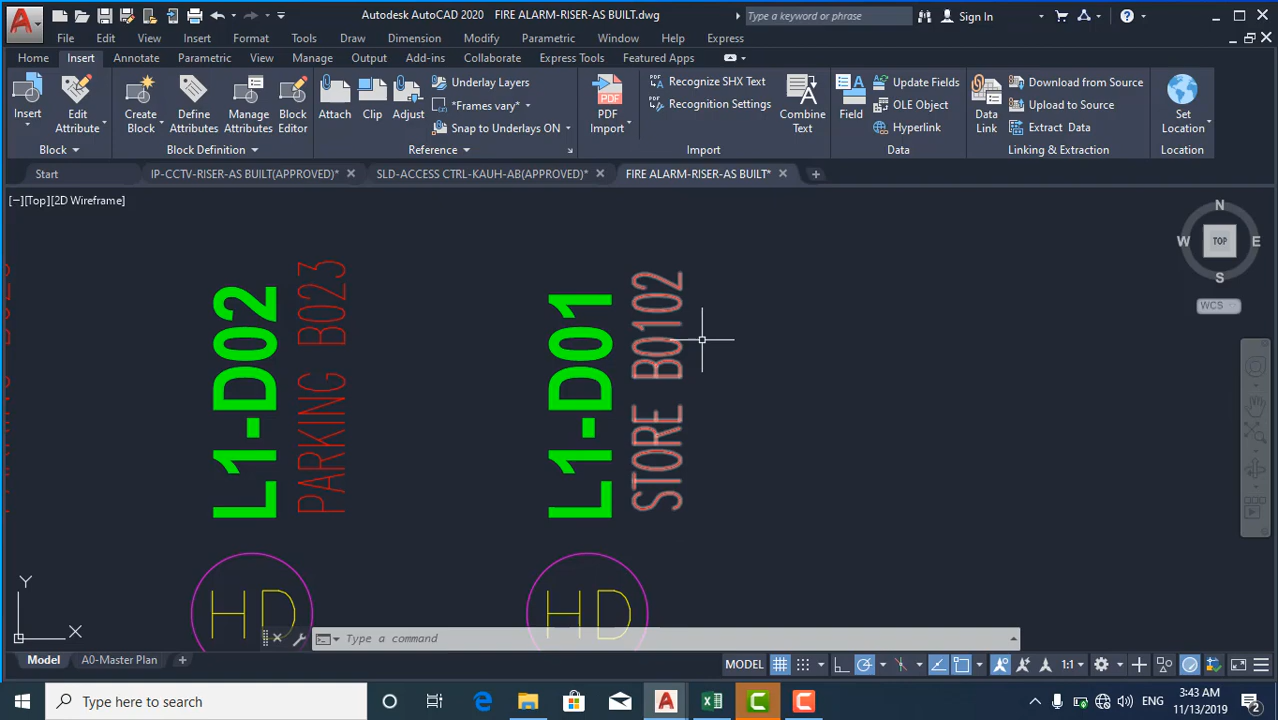 Autodesk AutoCAD 2020 FIRE ALARM-RISER-AS BUILT.dwg
Type a keyword or phrase
Sign In
File Edit View Insert Format Tools Draw Dimension Modify Parametric Window Help Express
Home Insert Annotate Parametric View Manage Output Add-ins Collaborate Express Tools Featured Apps
Insert
Edit Attribute
Block
Create Block
Define Attributes
Manage Attributes
Block Editor
Block Definition
Attach
Clip
Adjust
Underlay Layers
*Frames vary*
Snap to Underlays ON
Reference
PDF
PDF Import
Recognize SHX Text
Recognition Settings
Combine Text
Import
Field
Update Fields
OLE Object
Hyperlink
Data
Data Link
Download from Source
Upload to Source
Extract Data
Linking & Extraction
Set Location
Location
Start
IP-CCTV-RISER-AS BUILT(APPROVED)*
SLD-ACCESS CTRL-KAUH-AB(APPROVED)*
FIRE ALARM-RISER-AS BUILT*
[−][Top][2D Wireframe]
N
W
TOP
E
S
WCS
L1-D02
PARKING B023
L1-D01
STORE B0102
HD
HD
Y
X
Type a command
Model
A0-Master Plan
MODEL
1:1
Type here to search
ENG
3:43 AM
11/13/2019
2